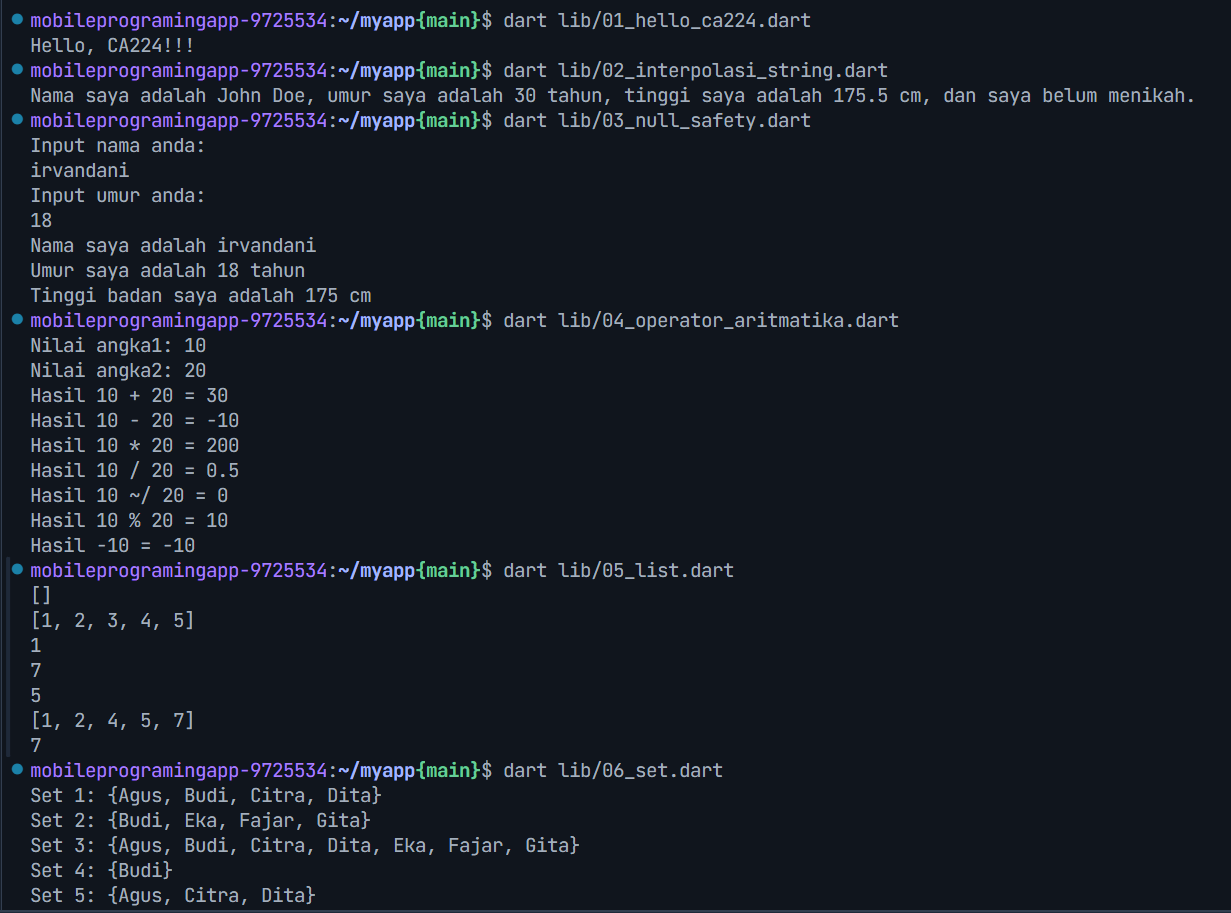 mobileprogramingapp-9725534:~/myapp{main}$ dart lib/01_hello_ca224.dart
Hello, CA224!!!
mobileprogramingapp-9725534:~/myapp{main}$ dart lib/02_interpolasi_string.dart
Nama saya adalah John Doe, umur saya adalah 30 tahun, tinggi saya adalah 175.5 cm, dan saya belum menikah.
mobileprogramingapp-9725534:~/myapp{main}$ dart lib/03_null_safety.dart
Input nama anda:
irvandani
Input umur anda:
18
Nama saya adalah irvandani
Umur saya adalah 18 tahun
Tinggi badan saya adalah 175 cm
mobileprogramingapp-9725534:~/myapp{main}$ dart lib/04_operator_aritmatika.dart
Nilai angka1: 10
Nilai angka2: 20
Hasil 10 + 20 = 30
Hasil 10 - 20 = -10
Hasil 10 * 20 = 200
Hasil 10 / 20 = 0.5
Hasil 10 ~/ 20 = 0
Hasil 10 % 20 = 10
Hasil -10 = -10
mobileprogramingapp-9725534:~/myapp{main}$ dart lib/05_list.dart
[]
[1, 2, 3, 4, 5]
1
7
5
[1, 2, 4, 5, 7]
7
mobileprogramingapp-9725534:~/myapp{main}$ dart lib/06_set.dart
Set 1: {Agus, Budi, Citra, Dita}
Set 2: {Budi, Eka, Fajar, Gita}
Set 3: {Agus, Budi, Citra, Dita, Eka, Fajar, Gita}
Set 4: {Budi}
Set 5: {Agus, Citra, Dita}